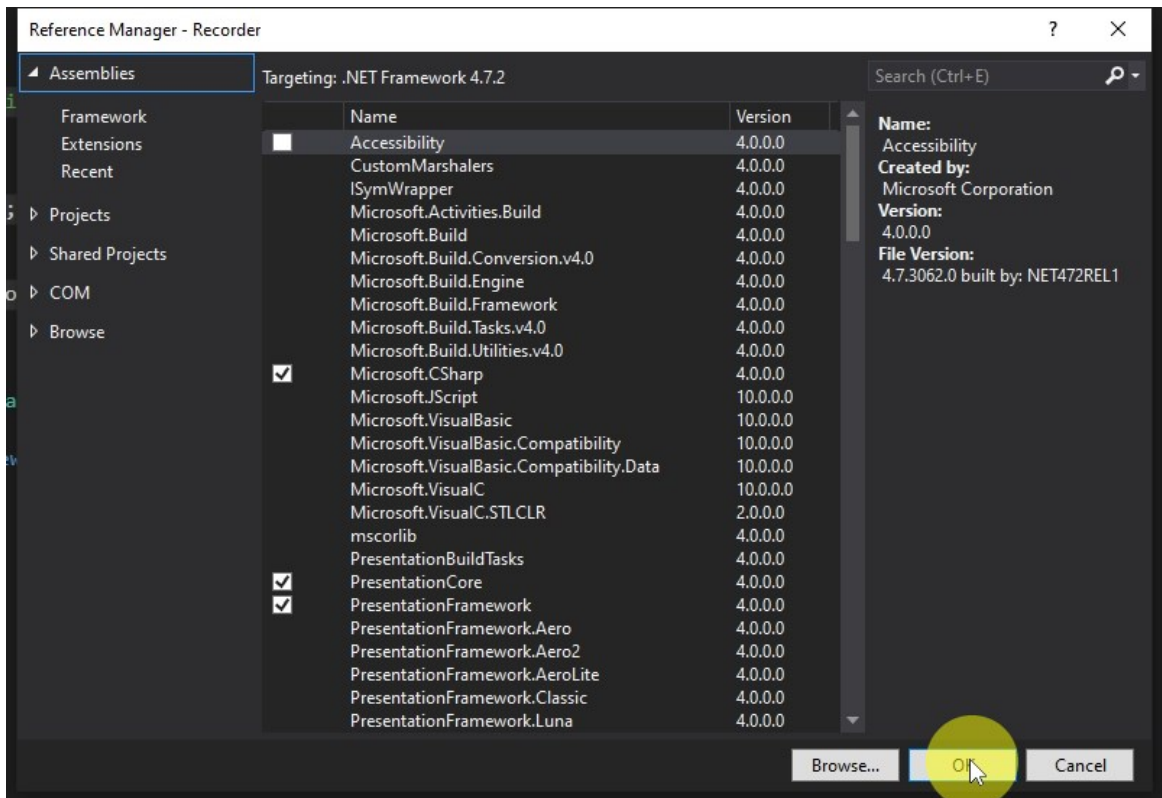 Reference Manager - Recorder ? ×
Assemblies
Framework
Extensions
Recent
Projects
Shared Projects
COM
Browse
Targeting: .NET Framework 4.7.2
Name Version
Accessibility 4.0.0.0
CustomMarshalers 4.0.0.0
ISymWrapper 4.0.0.0
Microsoft.Activities.Build 4.0.0.0
Microsoft.Build 4.0.0.0
Microsoft.Build.Conversion.v4.0 4.0.0.0
Microsoft.Build.Engine 4.0.0.0
Microsoft.Build.Framework 4.0.0.0
Microsoft.Build.Tasks.v4.0 4.0.0.0
Microsoft.Build.Utilities.v4.0 4.0.0.0
Microsoft.CSharp 4.0.0.0
Microsoft.JScript 10.0.0.0
Microsoft.VisualBasic 10.0.0.0
Microsoft.VisualBasic.Compatibility 10.0.0.0
Microsoft.VisualBasic.Compatibility.Data 10.0.0.0
Microsoft.VisualC 10.0.0.0
Microsoft.VisualC.STLCLR 2.0.0.0
mscorlib 4.0.0.0
PresentationBuildTasks 4.0.0.0
PresentationCore 4.0.0.0
PresentationFramework 4.0.0.0
PresentationFramework.Aero 4.0.0.0
PresentationFramework.Aero2 4.0.0.0
PresentationFramework.AeroLite 4.0.0.0
PresentationFramework.Classic 4.0.0.0
PresentationFramework.Luna 4.0.0.0
Search (Ctrl+E)
Name:
Accessibility
Created by:
Microsoft Corporation
Version:
4.0.0.0
File Version:
4.7.3062.0 built by: NET472REL1
Browse... OK Cancel